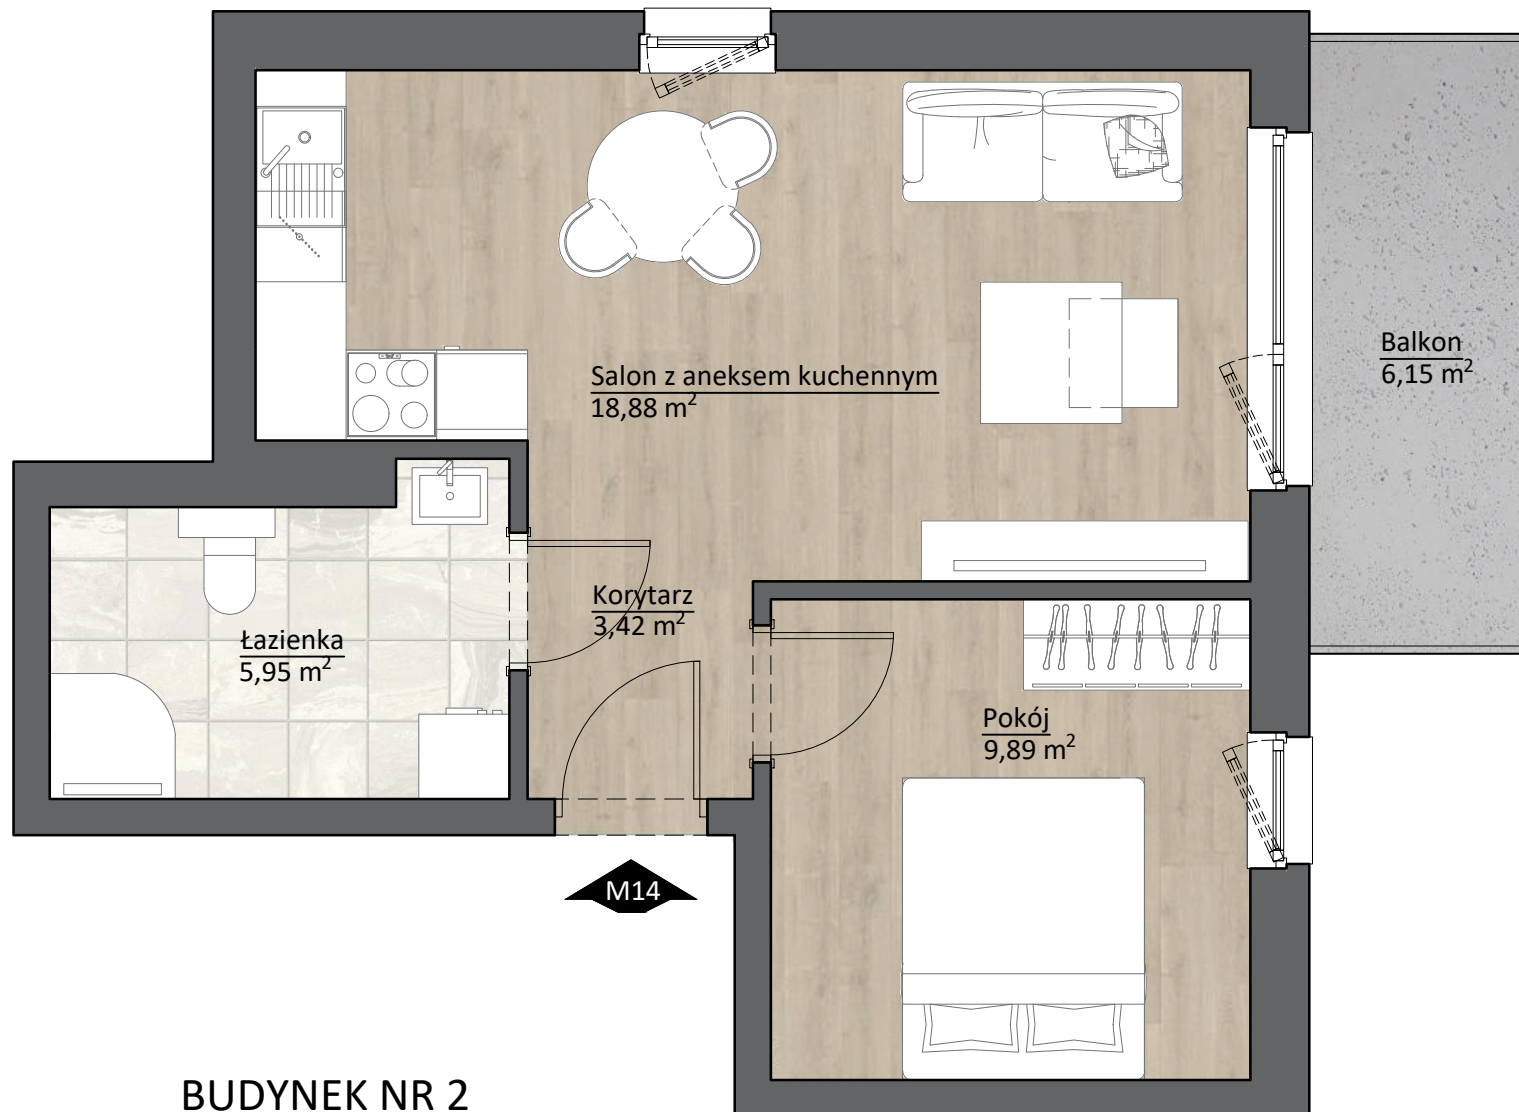 Salon z aneksem kuchennym
18,88 m²
Balkon
6,15 m²
Korytarz
3,42 m²
Łazienka
5,95 m²
Pokój
9,89 m²
M14
BUDYNEK NR 2